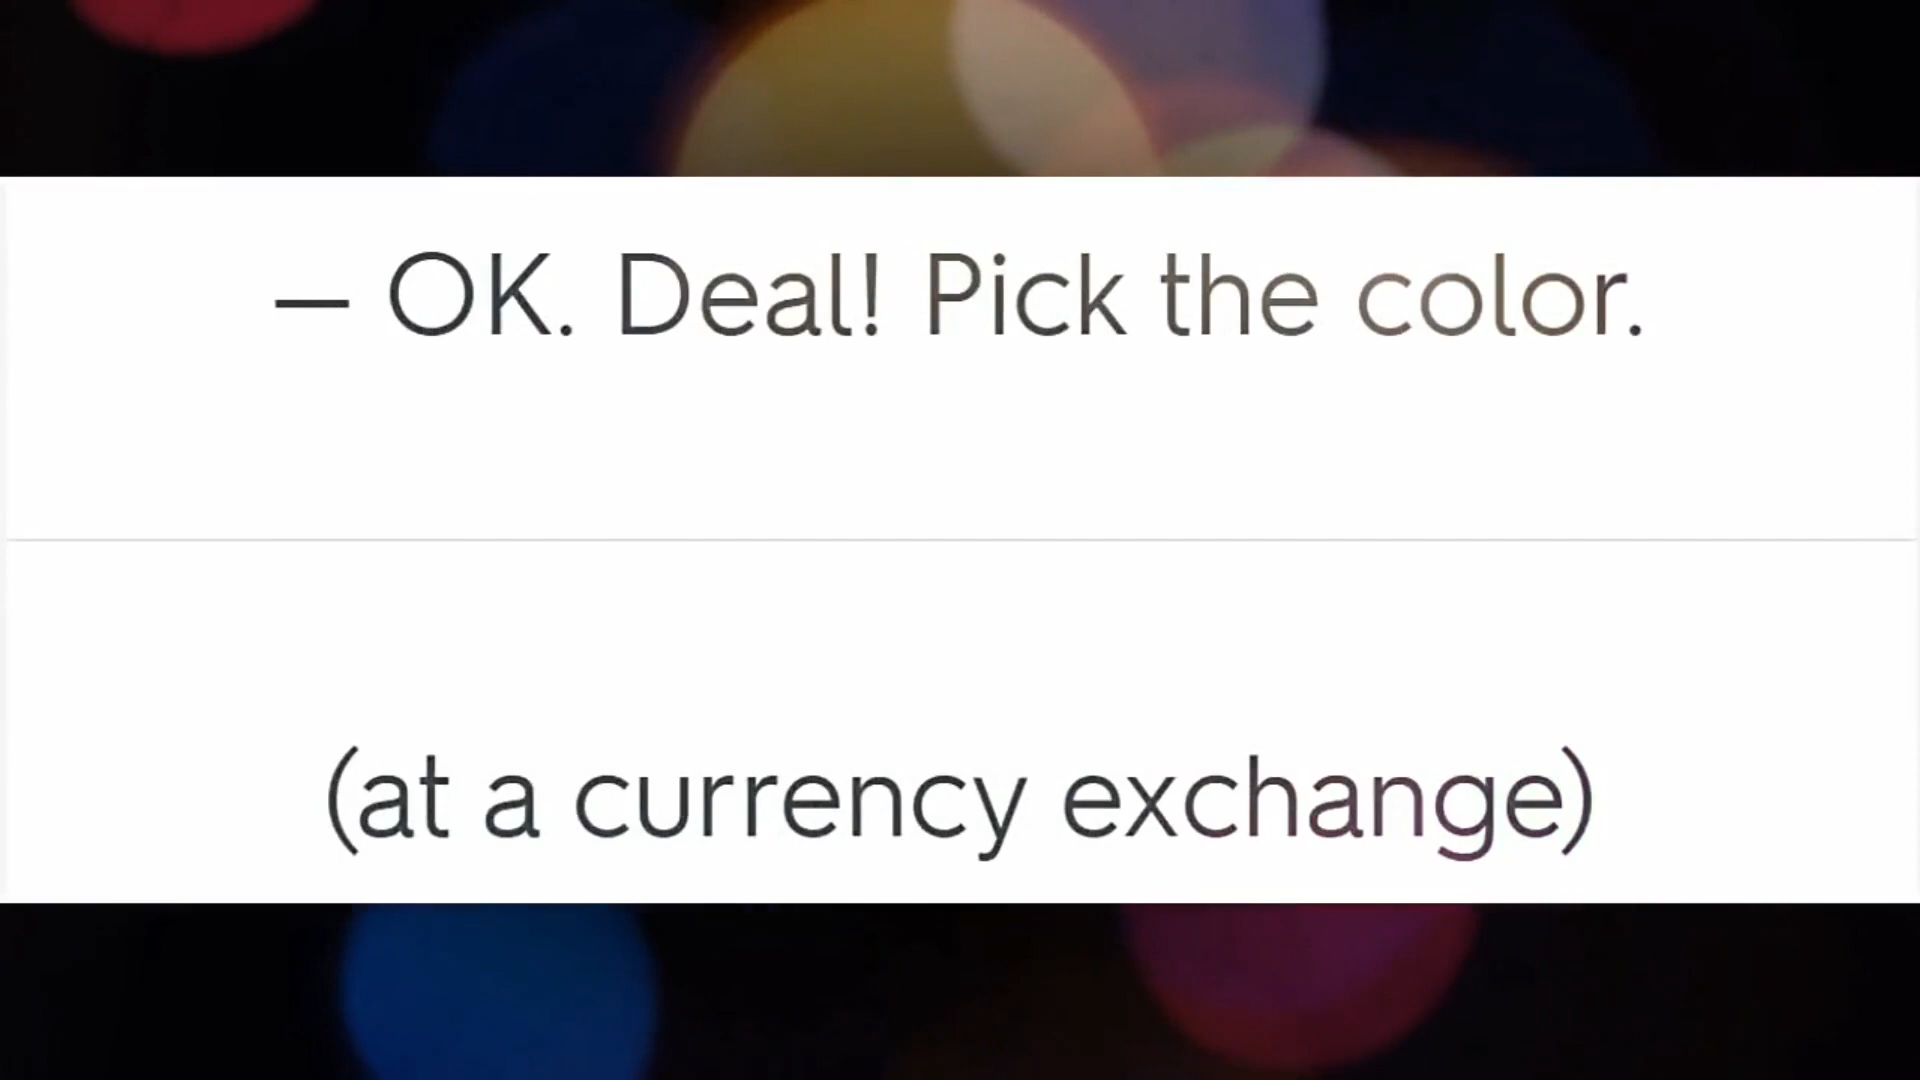 – OK. Deal! Pick the color.
(at a currency exchange)